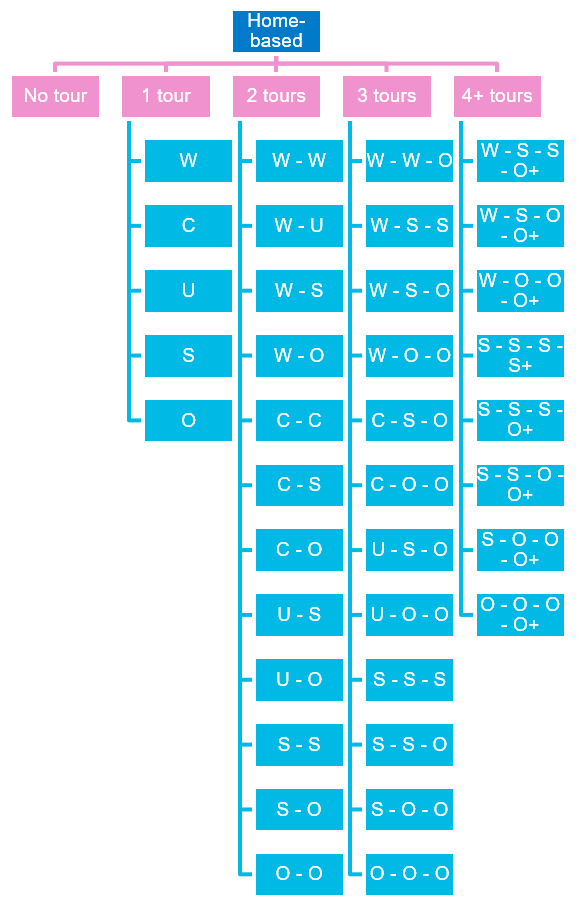 Home-
based
No tour
1 tour
2 tours
3 tours
4+ tours
W
C
U
S
O
W - W
W - U
W - S
W - O
C - C
C - S
C - O
U - S
U - O
S - S
S - O
O - O
W - W - O
W - S - S
W - S - O
W - O - O
C - S - O
C - O - O
U - S - O
U - O - O
S - S - S
S - S - O
S - O - O
O - O - O
W - S - S
- O+
W - S - O
- O+
W - O - O
- O+
S - S - S -
S+
S - S - S -
O+
S - S - O -
O+
S - O - O
- O+
O - O - O
- O+